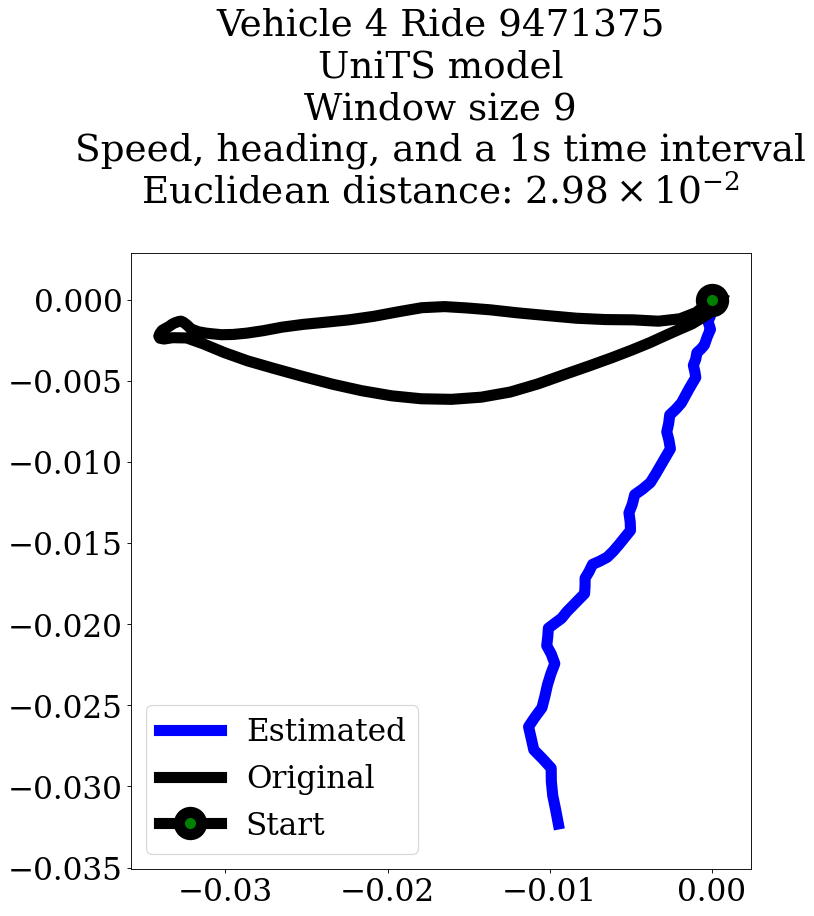 Vehicle 4 Ride 9471375
UniTS model
Window size 9
Speed, heading, and a 1s time interval
Euclidean distance: 2.98 × 10⁻²
0.000
−0.005
−0.010
−0.015
−0.020
−0.025
−0.030
−0.035
Estimated
Original
Start
−0.03
−0.02
−0.01
0.00